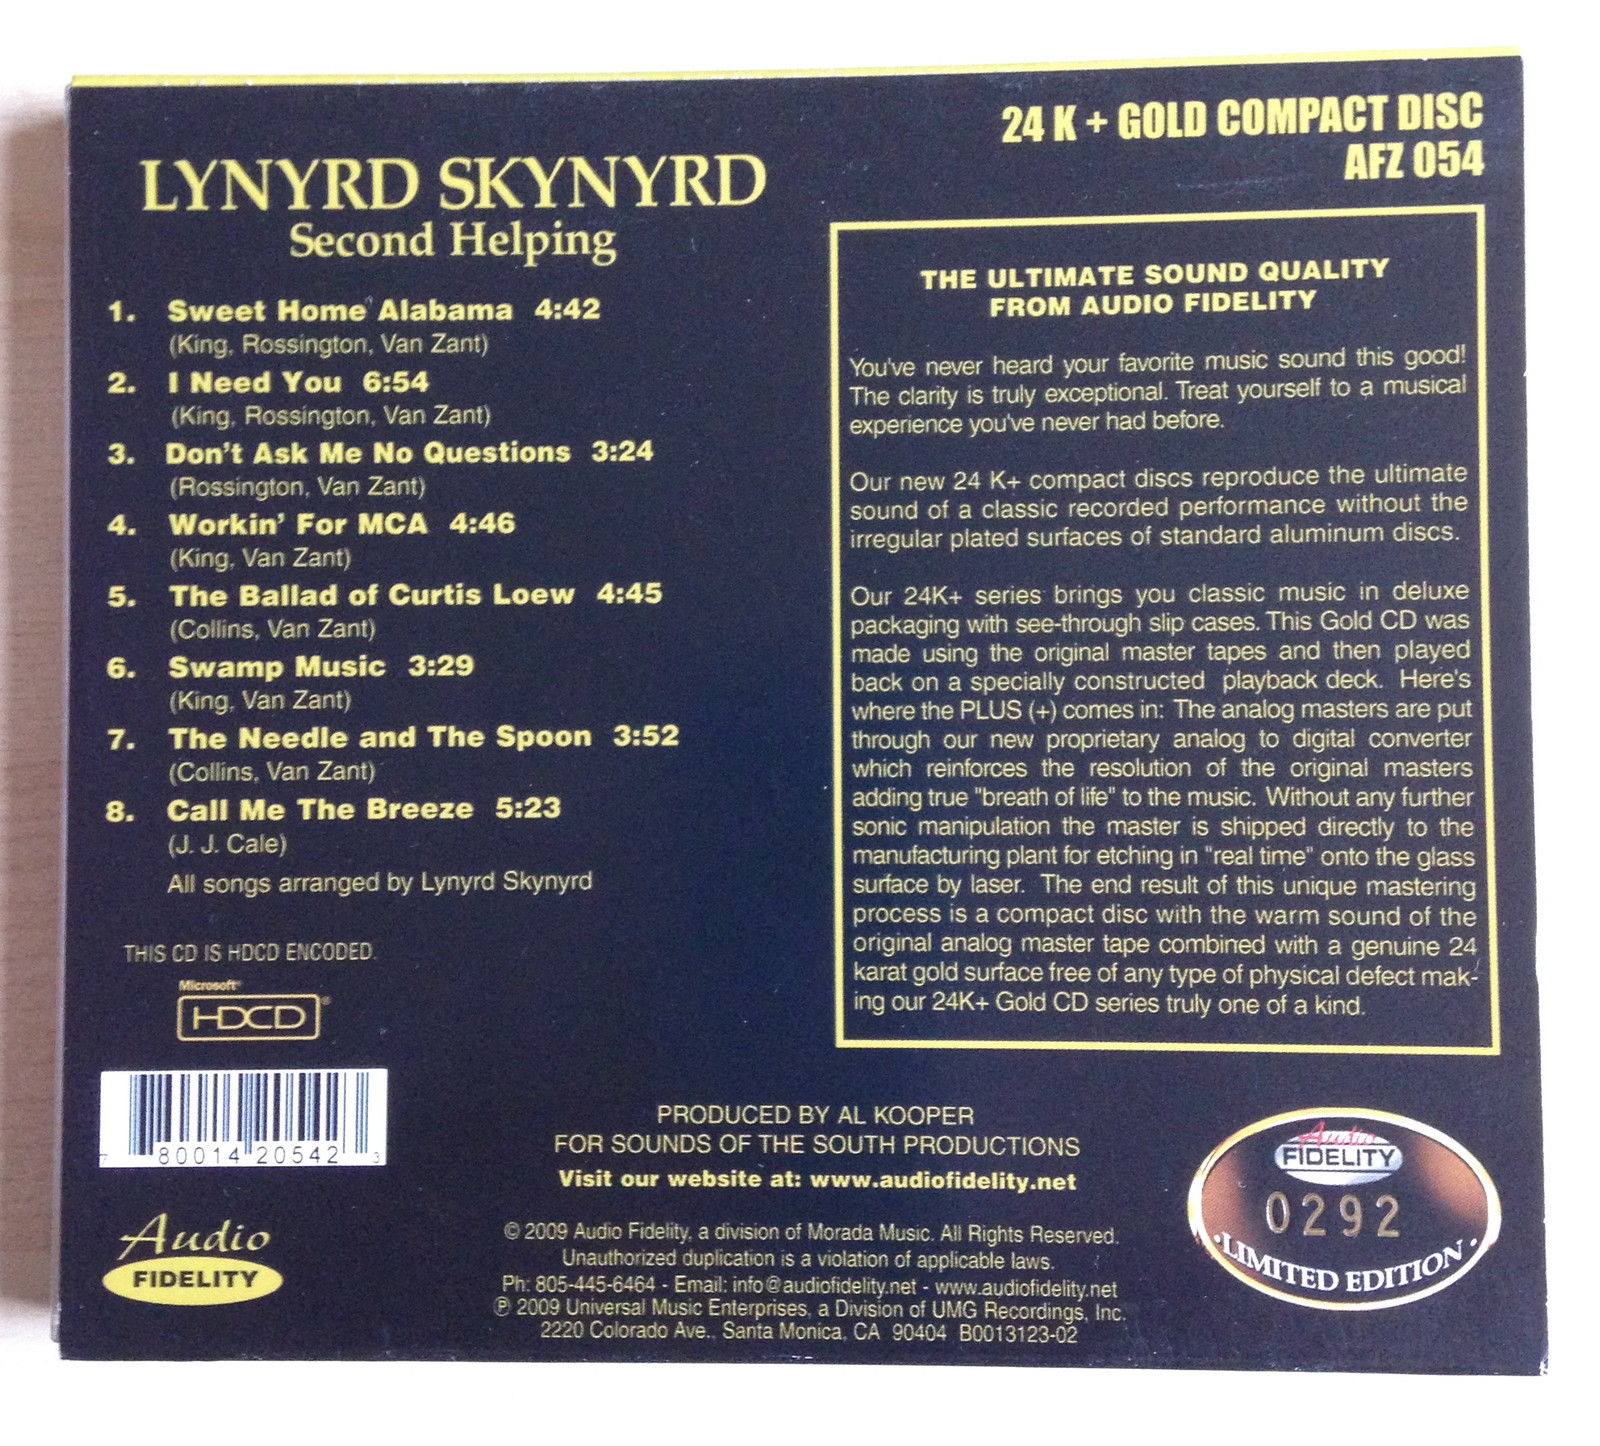 24 K + GOLD COMPACT DISC
AFZ 054
LYNYRD SKYNYRD
Second Helping
1. Sweet Home Alabama 4:42
(King, Rossington, Van Zant)
2. I Need You 6:54
(King, Rossington, Van Zant)
3. Don't Ask Me No Questions 3:24
(Rossington, Van Zant)
4. Workin' For MCA 4:46
(King, Van Zant)
5. The Ballad of Curtis Loew 4:45
(Collins, Van Zant)
6. Swamp Music 3:29
(King, Van Zant)
7. The Needle and The Spoon 3:52
(Collins, Van Zant)
8. Call Me The Breeze 5:23
(J. J. Cale)
All songs arranged by Lynyrd Skynyrd
THIS CD IS HDCD ENCODED.
Microsoft®
HDCD®
THE ULTIMATE SOUND QUALITY
FROM AUDIO FIDELITY
You've never heard your favorite music sound this good!
The clarity is truly exceptional. Treat yourself to a musical
experience you've never had before.
Our new 24 K+ compact discs reproduce the ultimate
sound of a classic recorded performance without the
irregular plated surfaces of standard aluminum discs.
Our 24K+ series brings you classic music in deluxe
packaging with see-through slip cases. This Gold CD was
made using the original master tapes and then played
back on a specially constructed playback deck. Here's
where the PLUS (+) comes in: The analog masters are put
through our new proprietary analog to digital converter
which reinforces the resolution of the original masters
adding true "breath of life" to the music. Without any further
sonic manipulation the master is shipped directly to the
manufacturing plant for etching in "real time" onto the glass
surface by laser. The end result of this unique mastering
process is a compact disc with the warm sound of the
original analog master tape combined with a genuine 24
karat gold surface free of any type of physical defect mak-
ing our 24K+ Gold CD series truly one of a kind.
7 80014 20542 3
Audio
FIDELITY
PRODUCED BY AL KOOPER
FOR SOUNDS OF THE SOUTH PRODUCTIONS
Visit our website at: www.audiofidelity.net
© 2009 Audio Fidelity, a division of Morada Music. All Rights Reserved.
Unauthorized duplication is a violation of applicable laws.
Ph: 805-445-6464 - Email: info@audiofidelity.net - www.audiofidelity.net
℗ 2009 Universal Music Enterprises, a Division of UMG Recordings, Inc.
2220 Colorado Ave., Santa Monica, CA 90404 B0013123-02
Audio
FIDELITY
0292
·LIMITED EDITION·